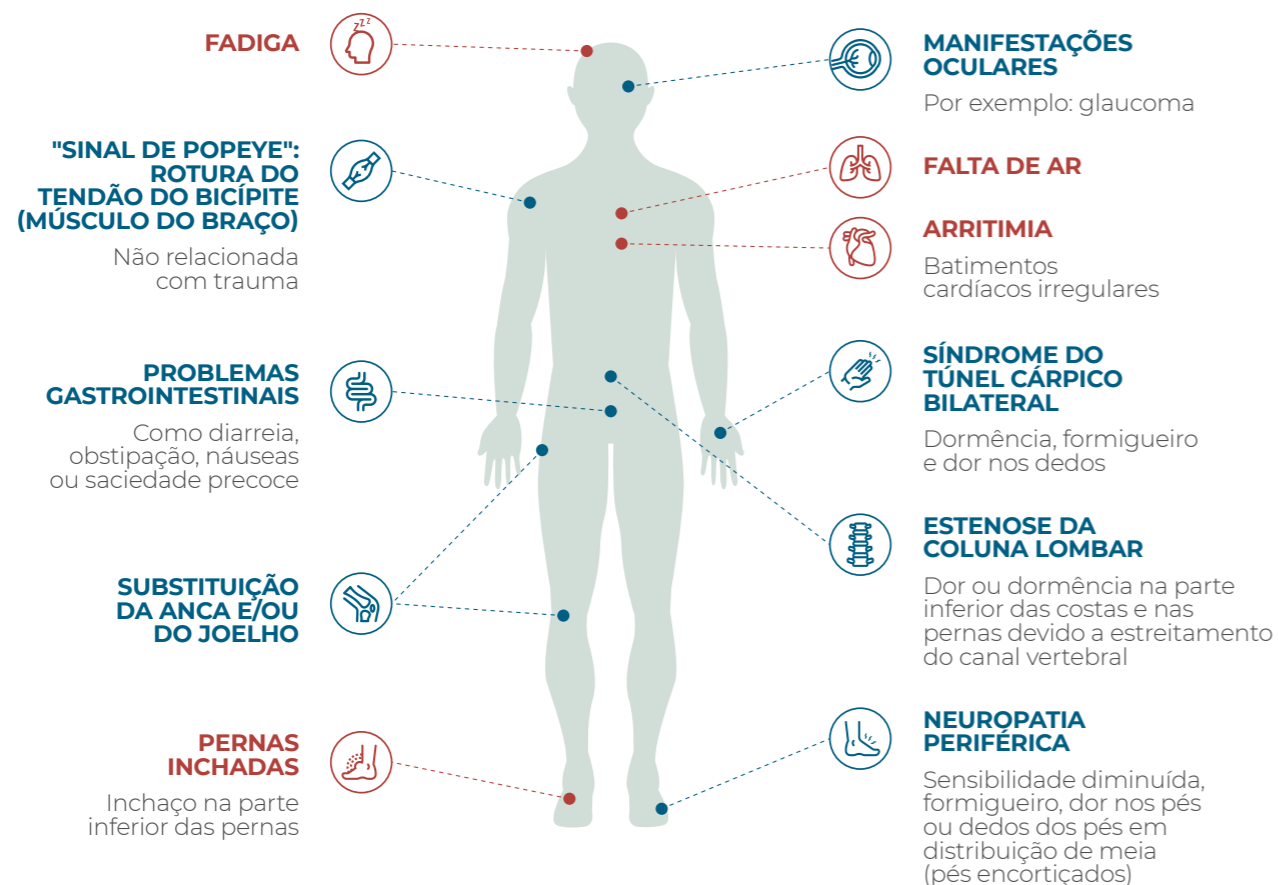 FADIGA
"SINAL DE POPEYE":
ROTURA DO
TENDÃO DO BICÍPITE
(MÚSCULO DO BRAÇO)
Não relacionada
com trauma
PROBLEMAS
GASTROINTESTINAIS
Como diarreia,
obstipação, náuseas
ou saciedade precoce
SUBSTITUIÇÃO
DA ANCA E/OU
DO JOELHO
PERNAS
INCHADAS
Inchaço na parte
inferior das pernas
zzz
MANIFESTAÇÕES
OCULARES
Por exemplo: glaucoma
FALTA DE AR
ARRITIMIA
Batimentos
cardíacos irregulares
SÍNDROME DO
TÚNEL CÁRPICO
BILATERAL
Dormência, formigueiro
e dor nos dedos
ESTENOSE DA
COLUNA LOMBAR
Dor ou dormência na parte
inferior das costas e nas
pernas devido a estreitamento
do canal vertebral
NEUROPATIA
PERIFÉRICA
Sensibilidade diminuída,
formigueiro, dor nos pés
ou dedos dos pés em
distribuição de meia
(pés encortiçados)